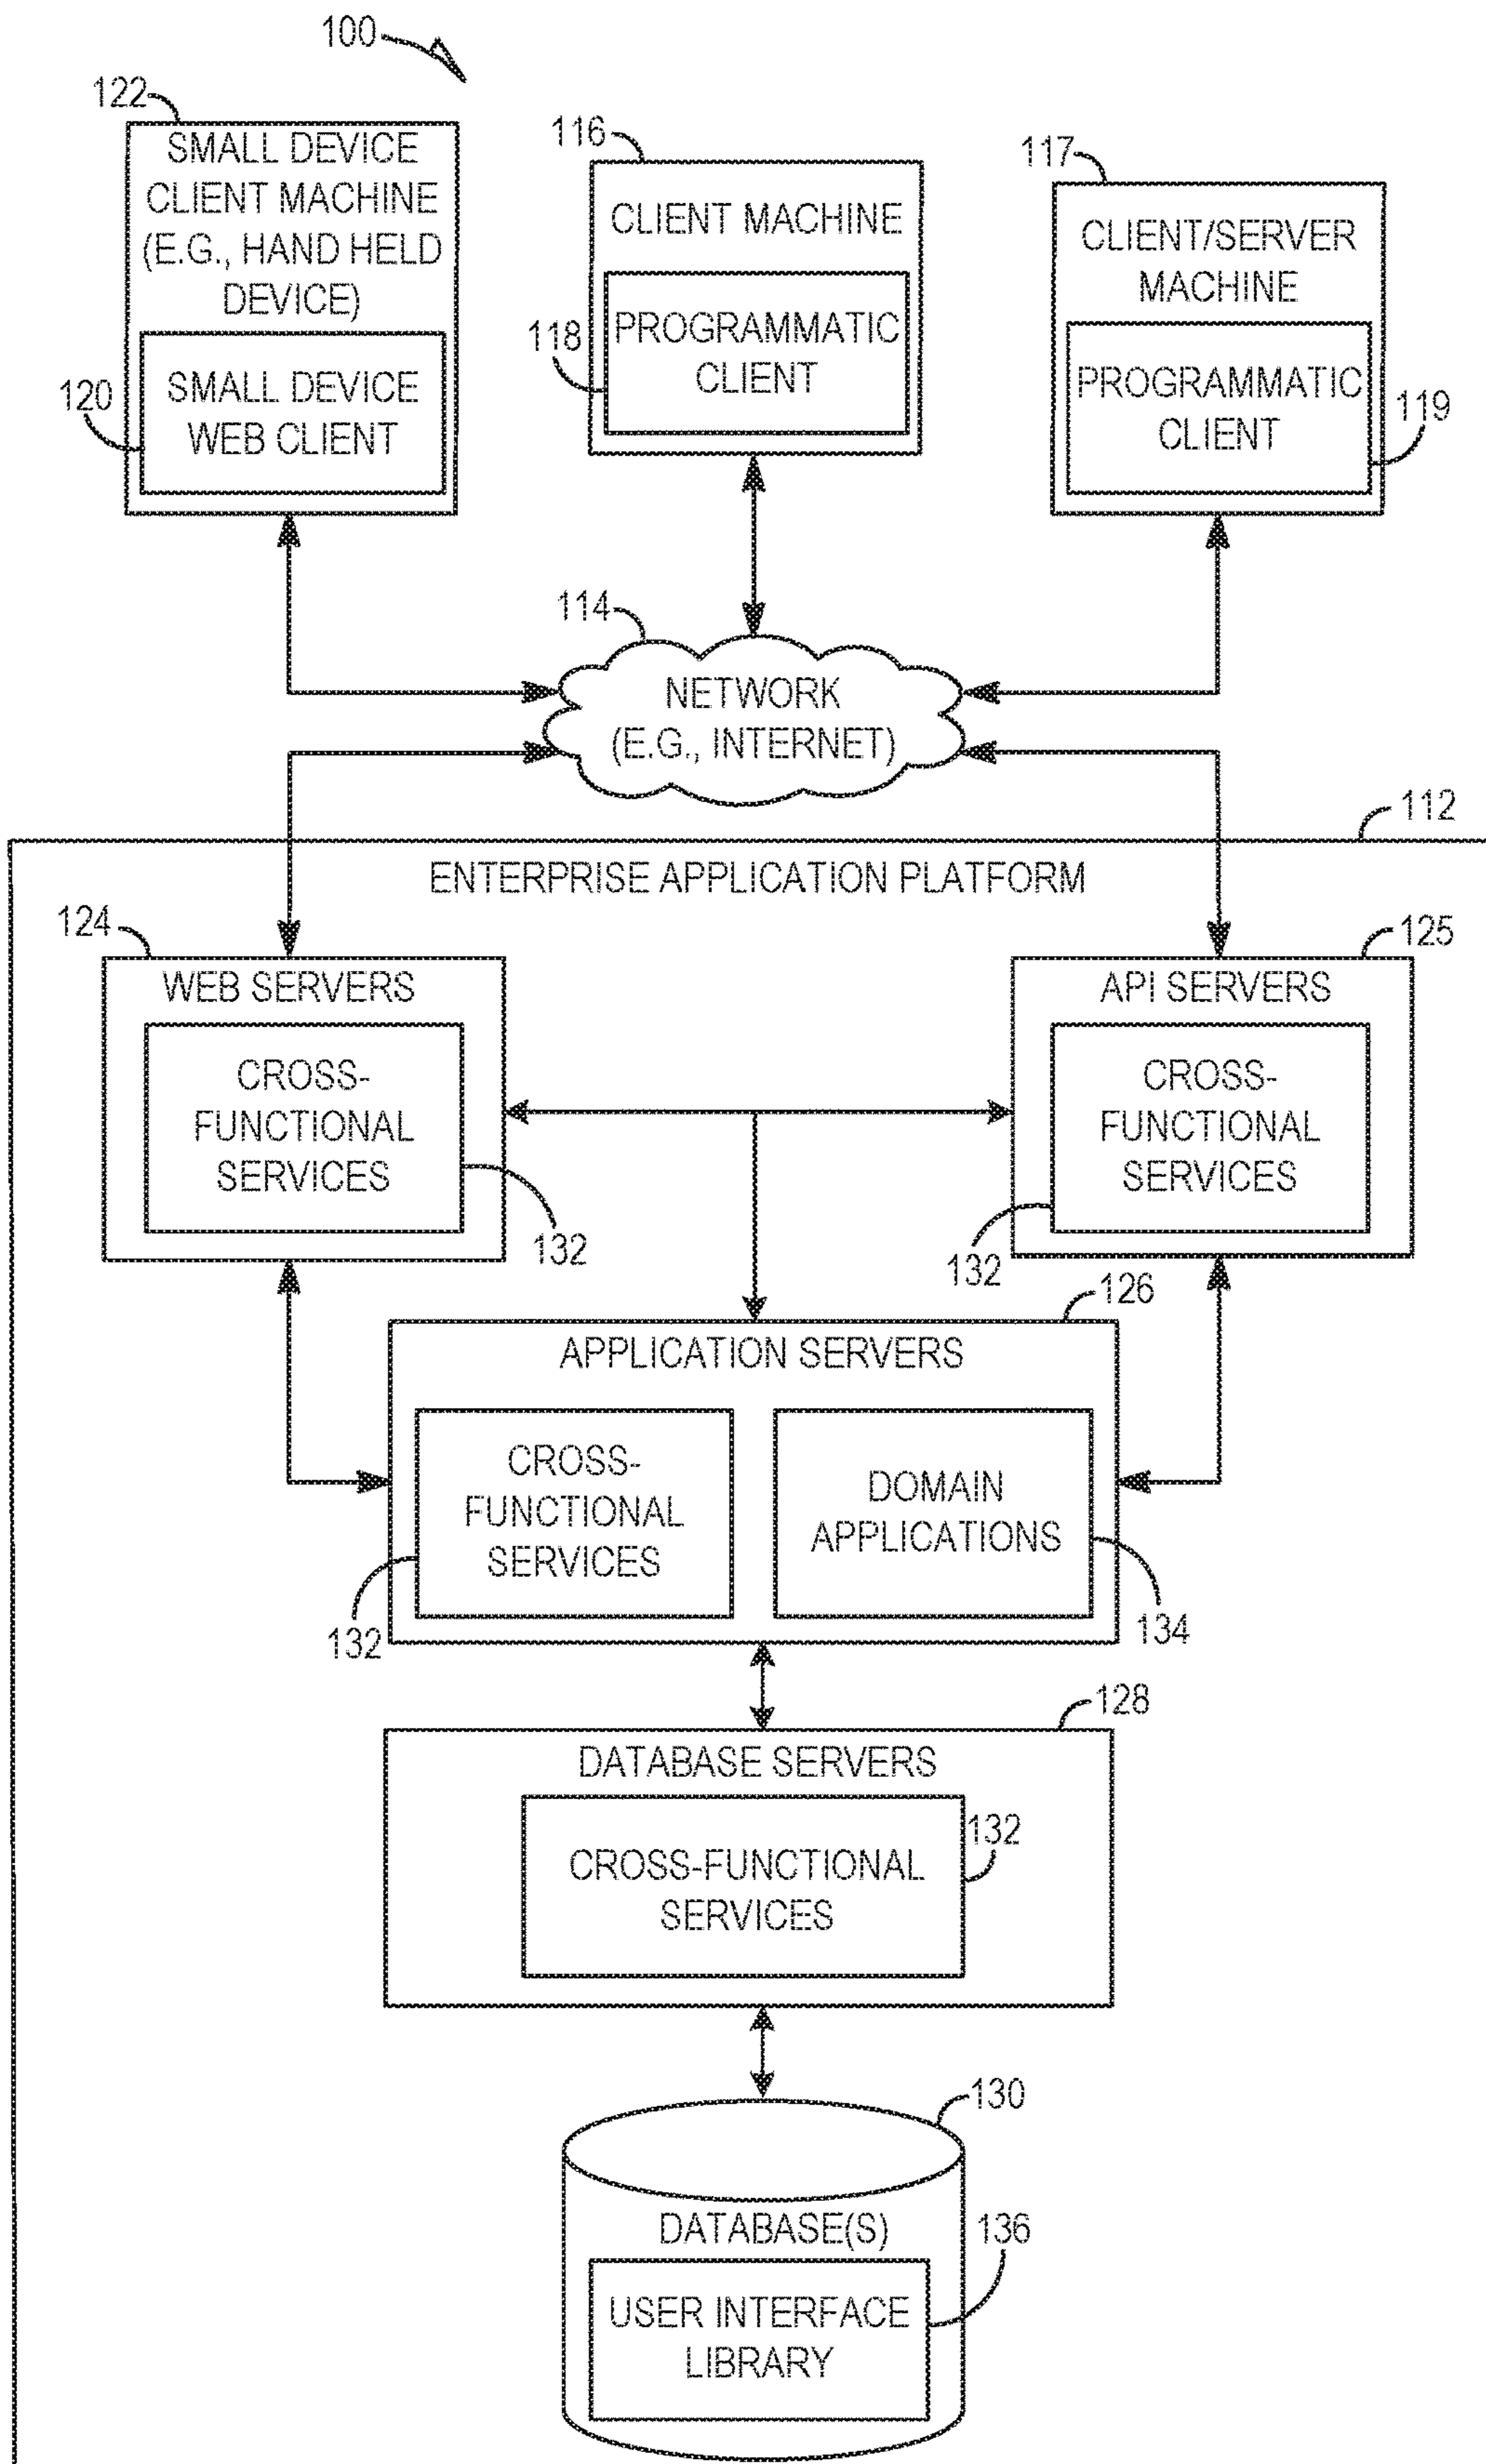 100
122
SMALL DEVICE
CLIENT MACHINE
(E.G., HAND HELD
DEVICE)
120
SMALL DEVICE
WEB CLIENT
116
CLIENT MACHINE
118
PROGRAMMATIC
CLIENT
117
CLIENT/SERVER
MACHINE
PROGRAMMATIC
CLIENT
119
114
NETWORK
(E.G., INTERNET)
112
ENTERPRISE APPLICATION PLATFORM
124
WEB SERVERS
CROSS-
FUNCTIONAL
SERVICES
132
125
API SERVERS
CROSS-
FUNCTIONAL
SERVICES
132
126
APPLICATION SERVERS
CROSS-
FUNCTIONAL
SERVICES
132
DOMAIN
APPLICATIONS
134
128
DATABASE SERVERS
132
CROSS-FUNCTIONAL
SERVICES
130
DATABASE(S)
136
USER INTERFACE
LIBRARY